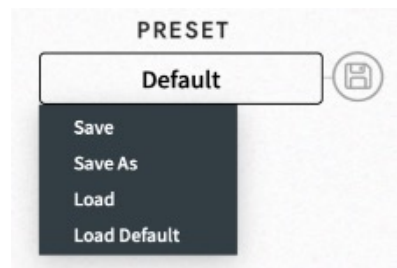 PRESET
Default
Save
Save As
Load
Load Default